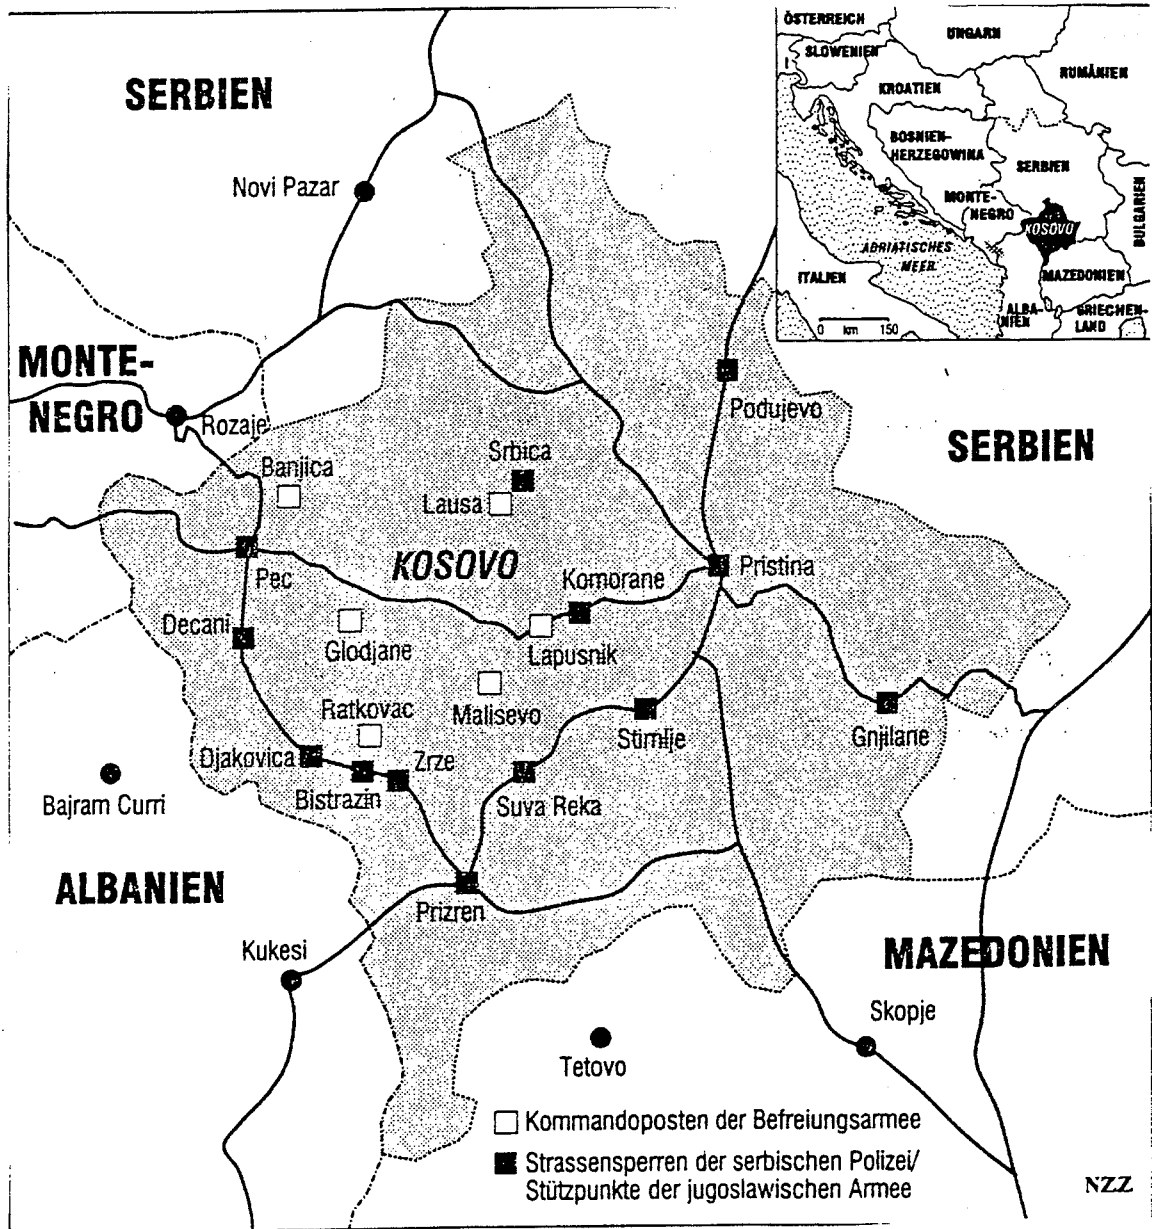 SERBIEN
Novi Pazar
MONTE-
NEGRO
Rozaje
Banjica
Srbica
Lausa
Podujevo
SERBIEN
KOSOVO
Pec
Komorane
Pristina
Decani
Glodjane
Lapusnik
Ratkovac
Malisevo
Stimlje
Gnjilane
Djakovica
Zrze
Bistrazin
Suva Reka
Bajram Curri
ALBANIEN
Prizren
Kukesi
MAZEDONIEN
Skopje
Tetovo
Kommandoposten der Befreiungsarmee
Strassensperren der serbischen Polizei/
Stützpunkte der jugoslawischen Armee
NZZ
ÖSTERREICH
UNGARN
SLOWENIEN
I
RUMÄNIEN
KROATIEN
BOSNIEN-
HERZEGOWINA
SERBIEN
BULGARIEN
MONTE-
NEGRO
KOSOVO
ADRIATISCHES
MEER
ITALIEN
MAZEDONIEN
ALBA-
NIEN
GRIECHEN-
LAND
0 km 150